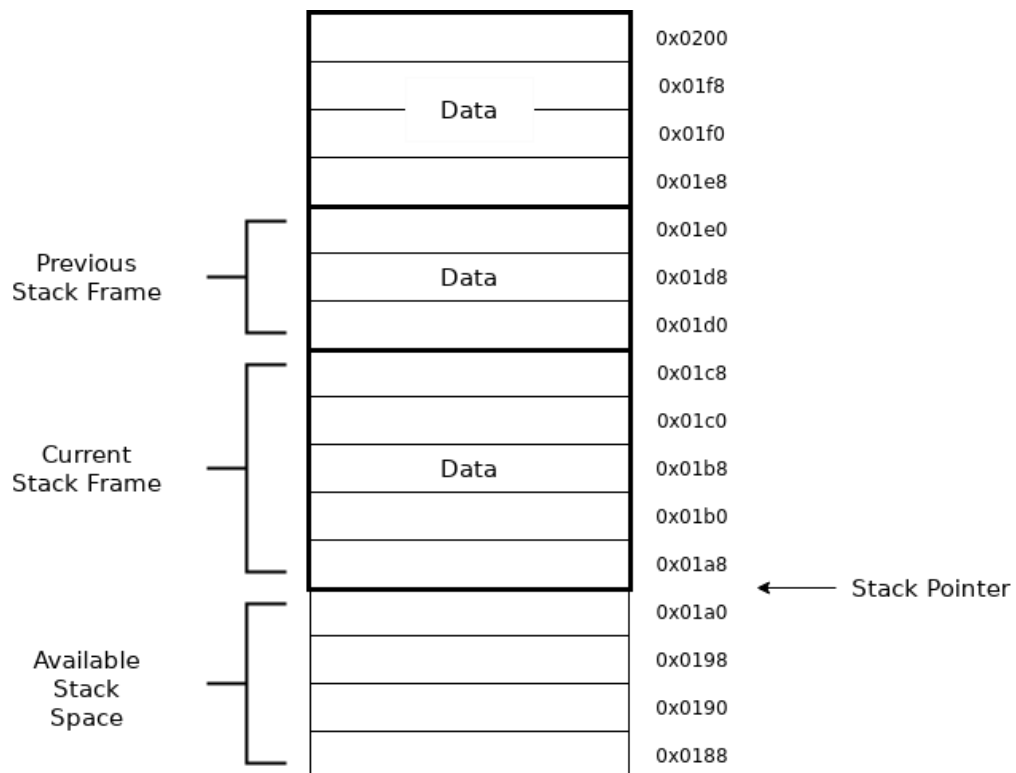 0x0200
0x01f8
Data
0x01f0
0x01e8
0x01e0
Previous
Stack Frame
Data
0x01d8
0x01d0
0x01c8
0x01c0
Current
Stack Frame
Data
0x01b8
0x01b0
0x01a8
Stack Pointer
0x01a0
Available
Stack
Space
0x0198
0x0190
0x0188